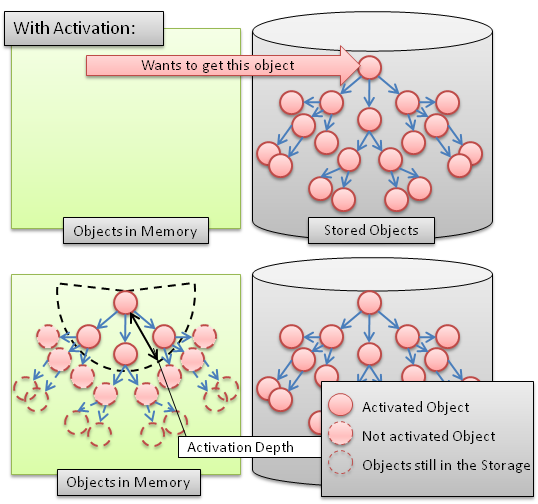 With Activation:
Wants to get this object
Objects in Memory
Stored Objects
Activated Object
Not activated Object
Activation Depth
Objects still in the Storage
Objects in Memory